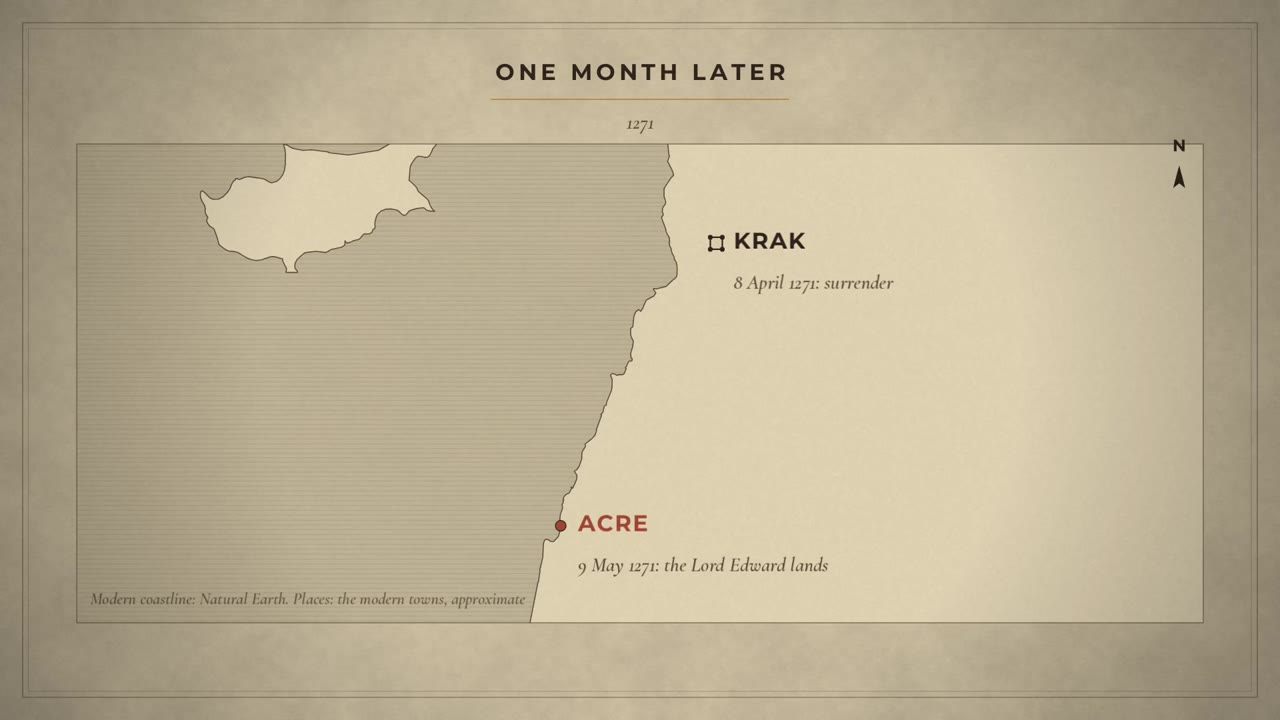 ONE MONTH LATER
1271
N
KRAK
8 April 1271: surrender
ACRE
9 May 1271: the Lord Edward lands
Modern coastline: Natural Earth. Places: the modern towns, approximate